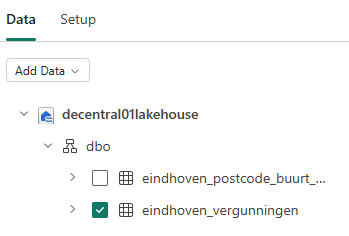 Data Setup
Add Data
decentral01lakehouse
dbo
eindhoven_postcode_buurt_...
eindhoven_vergunningen